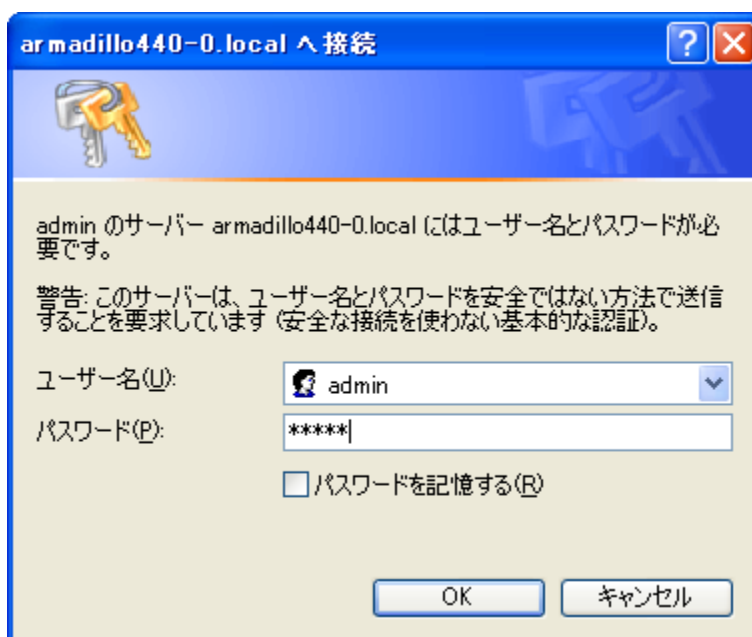 armadillo440-0.local へ接続
admin のサーバー armadillo440-0.local にはユーザー名とパスワードが必
要です。
警告: このサーバーは、ユーザー名とパスワードを安全ではない方法で送信
することを要求しています (安全な接続を使わない基本的な認証)。
ユーザー名(U):
admin
パスワード(P):
*****
パスワードを記憶する(R)
OK
キャンセル